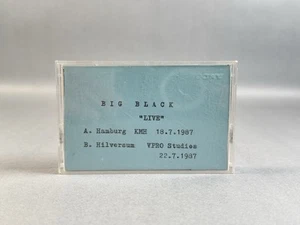 BIG BLACK
"LIVE"
A. Hamburg KMH 18.7.1987
B. Hilversum VPRO Studios
22.7.1987